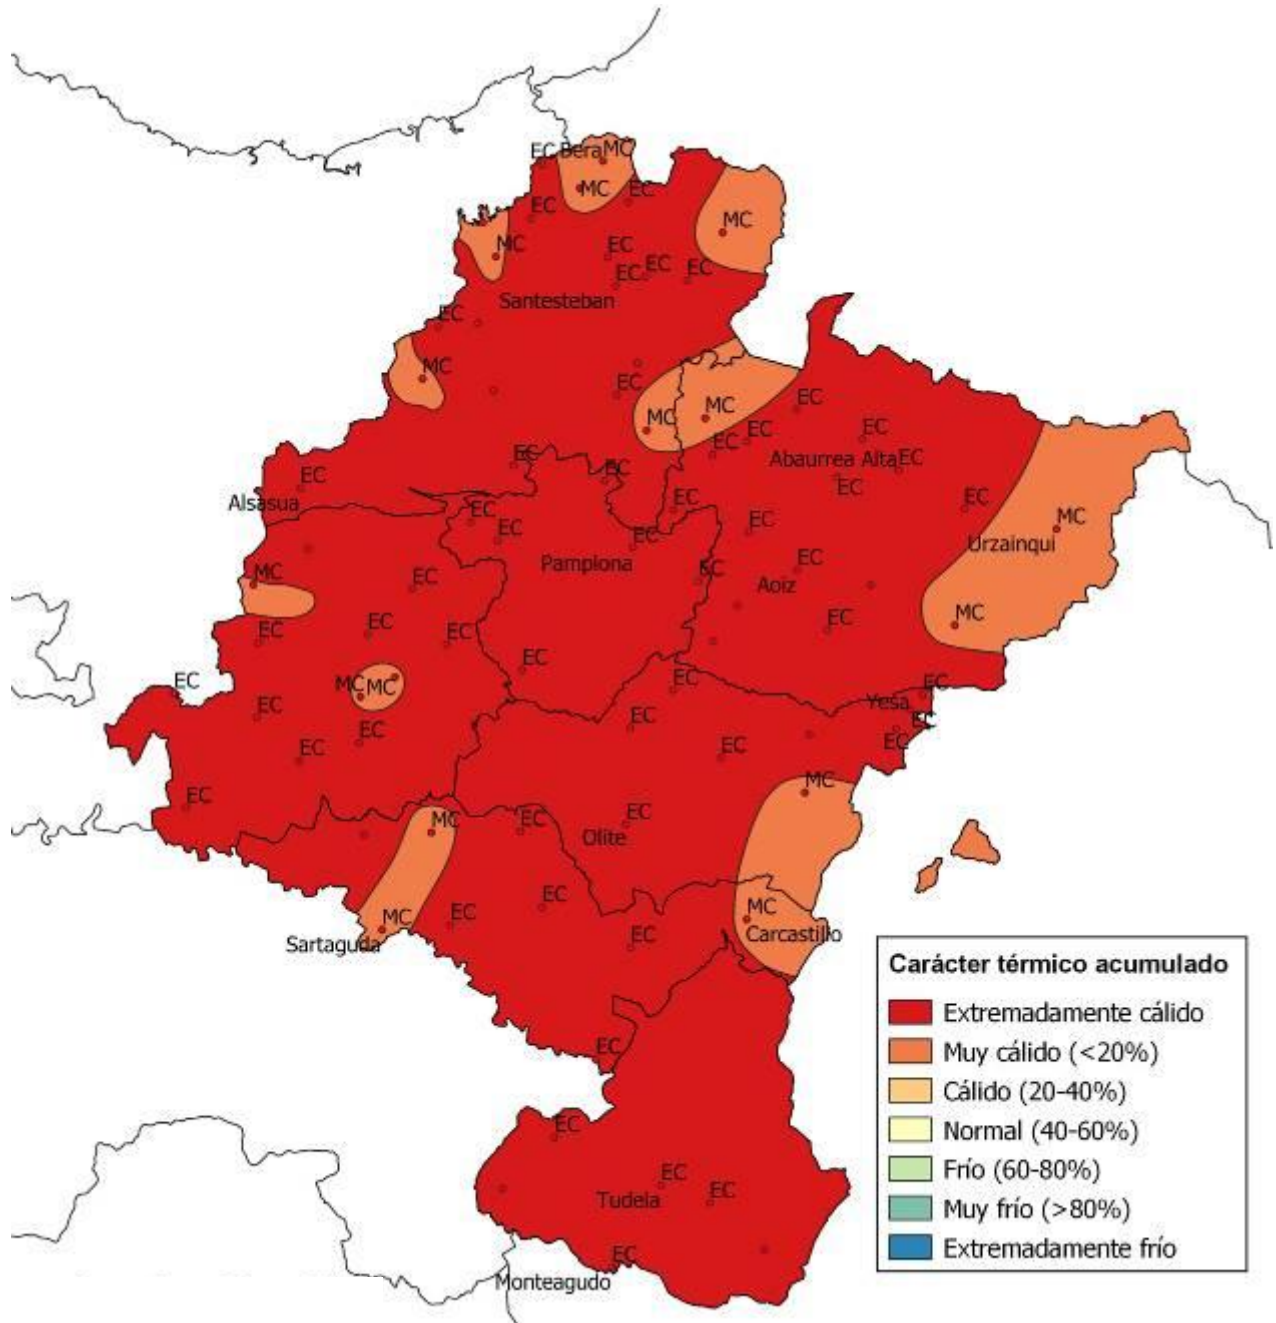 EC Bera MC
MC EC
EC
MC
MC
EC
EC EC EC
Santesteban
EC
MC
EC
EC
MC MC
EC EC
EC
Abaurrea Alta EC
EC
EC
EC
EC
Alsasua
EC
EC
EC
EC
EC
EC
MC
Urzainqui
Pamplona
EC
MC
EC
EC
Aoiz
EC
MC
EC
EC
EC
EC
EC
MC MC
EC
EC
EC
Yesa
EC
EC
EC
EC
EC
EC
EC
MC
EC
MC
EC
EC
Olite
MC
EC
EC
MC
Carcastillo
Sartaguda
EC
EC
EC
EC
EC
Tudela
EC
Monteagudo
Carácter térmico acumulado
Extremadamente cálido
Muy cálido (<20%)
Cálido (20-40%)
Normal (40-60%)
Frío (60-80%)
Muy frío (>80%)
Extremadamente frío